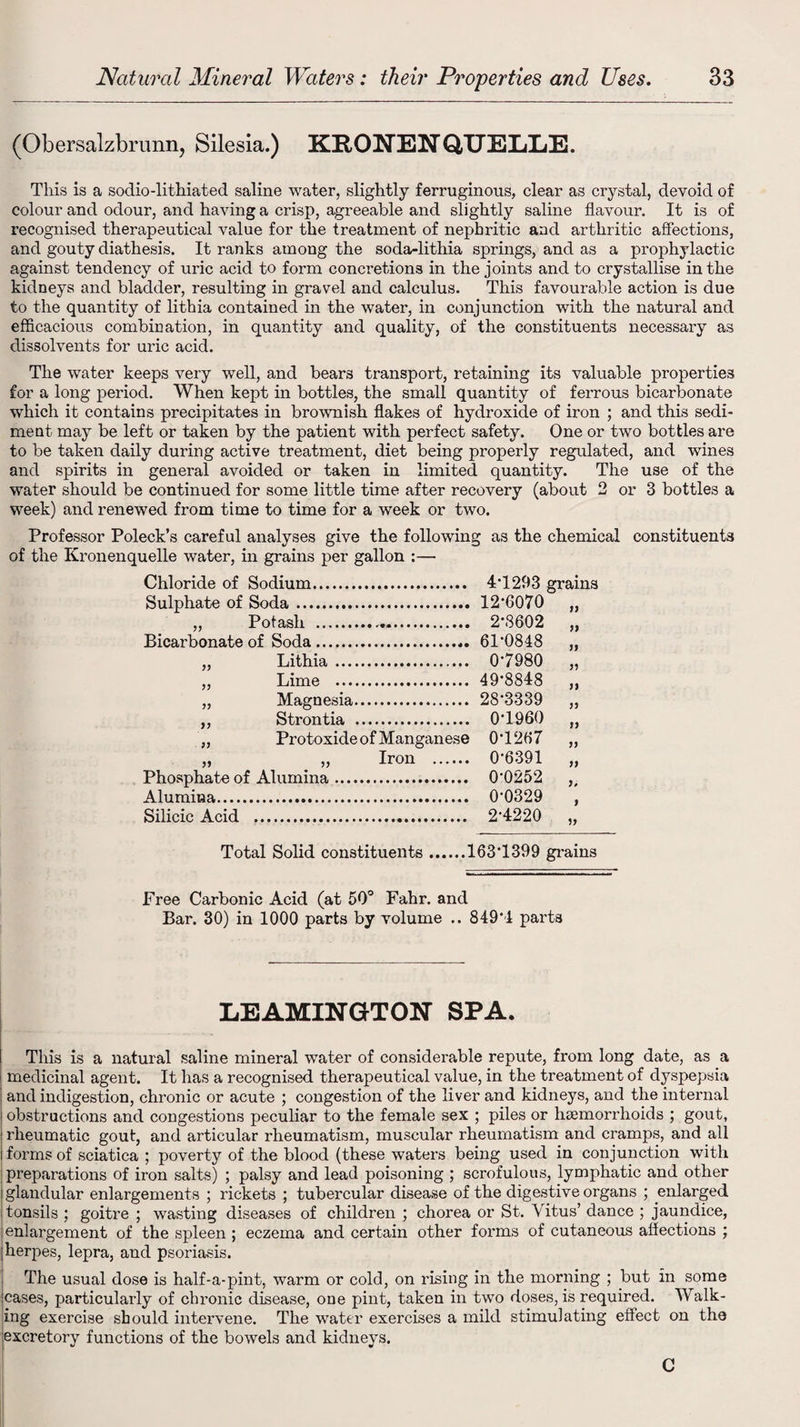 Natural Mineral Waters: their Properties and Uses. 33
(Obersalzbrunn, Silesia.) KRONENQUELLE.
This is a sodio-lithiated saline water, slightly ferruginous, clear as crystal, devoid of
colour and odour, and having a crisp, agreeable and slightly saline flavour. It is of
recognised therapeutical value for the treatment of nephritic and arthritic affections,
and gouty diathesis. It ranks among the soda-lithia springs, and as a prophylactic
against tendency of uric acid to form concretions in the joints and to crystallise in the
kidneys and bladder, resulting in gravel and calculus. This favourable action is due
to the quantity of lithia contained in the water, in conjunction with the natural and
efficacious combination, in quantity and quality, of the constituents necessary as
dissolvents for uric acid.
The water keeps very well, and bears transport, retaining its valuable properties
for a long period. When kept in bottles, the small quantity of ferrous bicarbonate
which it contains precipitates in brownish flakes of hydroxide of iron ; and this sedi-
ment may be left or taken by the patient with perfect safety. One or two bottles are
to be taken daily during active treatment, diet being properly regulated, and wines
and spirits in general avoided or taken in limited quantity. The use of the
water should be continued for some little time after recovery (about 2 or 3 bottles a
week) and renewed from time to time for a week or two.
Professor Poleck's careful analyses give the following as the chemical constituents
of the Kronenquelle water, in grains per gallon :—
Chloride of Sodium........................... 4·1293 grains
Sulphate of Soda .............................. 12·6070 „
„ Potash ........................... 2·8602 „
Bicarbonate of Soda........................... 61·0848 „
„ Lithia ........................ 0·7980 „
„ Lime ........................ 49·8848 „
„ Magnesia.................... 28·3339 „
„ Strontia .................... 0·1960 „
„ Protoxide of Manganese 0·1267 „
„ „ Iron ...... 0·6391 „
Phosphate of Alumina ........................ 0·0252 „
Alumina............................................. 0·0329 ,
Silicic Acid ....................................... 2·4220 „
Total Solid constituents ......163·1399 grains
Free Carbonic Acid (at 50° Fahr. and
Bar. 30) in 1000 parts by volume .. 849·4 parts
LEAMINGTON SPA.
This is a natural saline mineral water of considerable repute, from long date, as a
medicinal agent. It has a recognised therapeutical value, in the treatment of dyspepsia
and indigestion, chronic or acute ; congestion of the liver and kidneys, and the internal
obstructions and congestions peculiar to the female sex ; piles or hæmorrhoids ; gout,
rheumatic gout, and articular rheumatism, muscular rheumatism and cramps, and all
forms of sciatica ; poverty of the blood (these waters being used in conjunction with
preparations of iron salts) ; palsy and lead poisoning ; scrofulous, lymphatic and other
glandular enlargements ; rickets ; tubercular disease of the digestive organs ; enlarged
tonsils ; goitre ; wasting diseases of children ; chorea or St. Vitus' dance ; jaundice,
enlargement of the spleen ; eczema and certain other forms of cutaneous affections ;
herpes, lepra, and psoriasis.
The usual dose is half-a-pint, warm or cold, on rising in the morning ; but in some
cases, particularly of chronic disease, one pint, taken in two doses, is required. Walk-
ing exercise should intervene. The water exercises a mild stimulating effect on the
excretory functions of the bowels and kidneys.
C